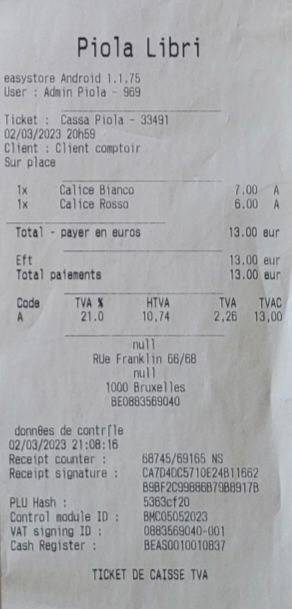 Piola Libri
easystore Android 1.1.75
User : Admin Piola - 969
Ticket : Cassa Piola - 33491
02/03/2023 20h59
Client : Client comptoir
Sur place
1x Calice Bianco 7.00 A
1x Calice Rosso 6.00 A
Total - payer en euros 13.00 eur
Eft 13.00 eur
Total paiements 13.00 eur
Code TVA % HTVA TVA TVAC
A 21.0 10,74 2,26 13,00
null
RUe Franklin 66/68
null
1000 Bruxelles
BE0883569040
données de contr[le
02/03/2023 21:08:16
Receipt counter : 68745/69165 NS
Receipt signature : CA7D4DC5710E24B11662
B9BF2C99886B79B8917B
PLU Hash : 5363cf20
Control module ID : BMC05052023
VAT signing ID : 0883569040-001
Cash Register : BEAS0010010B37
TICKET DE CAISSE TVA